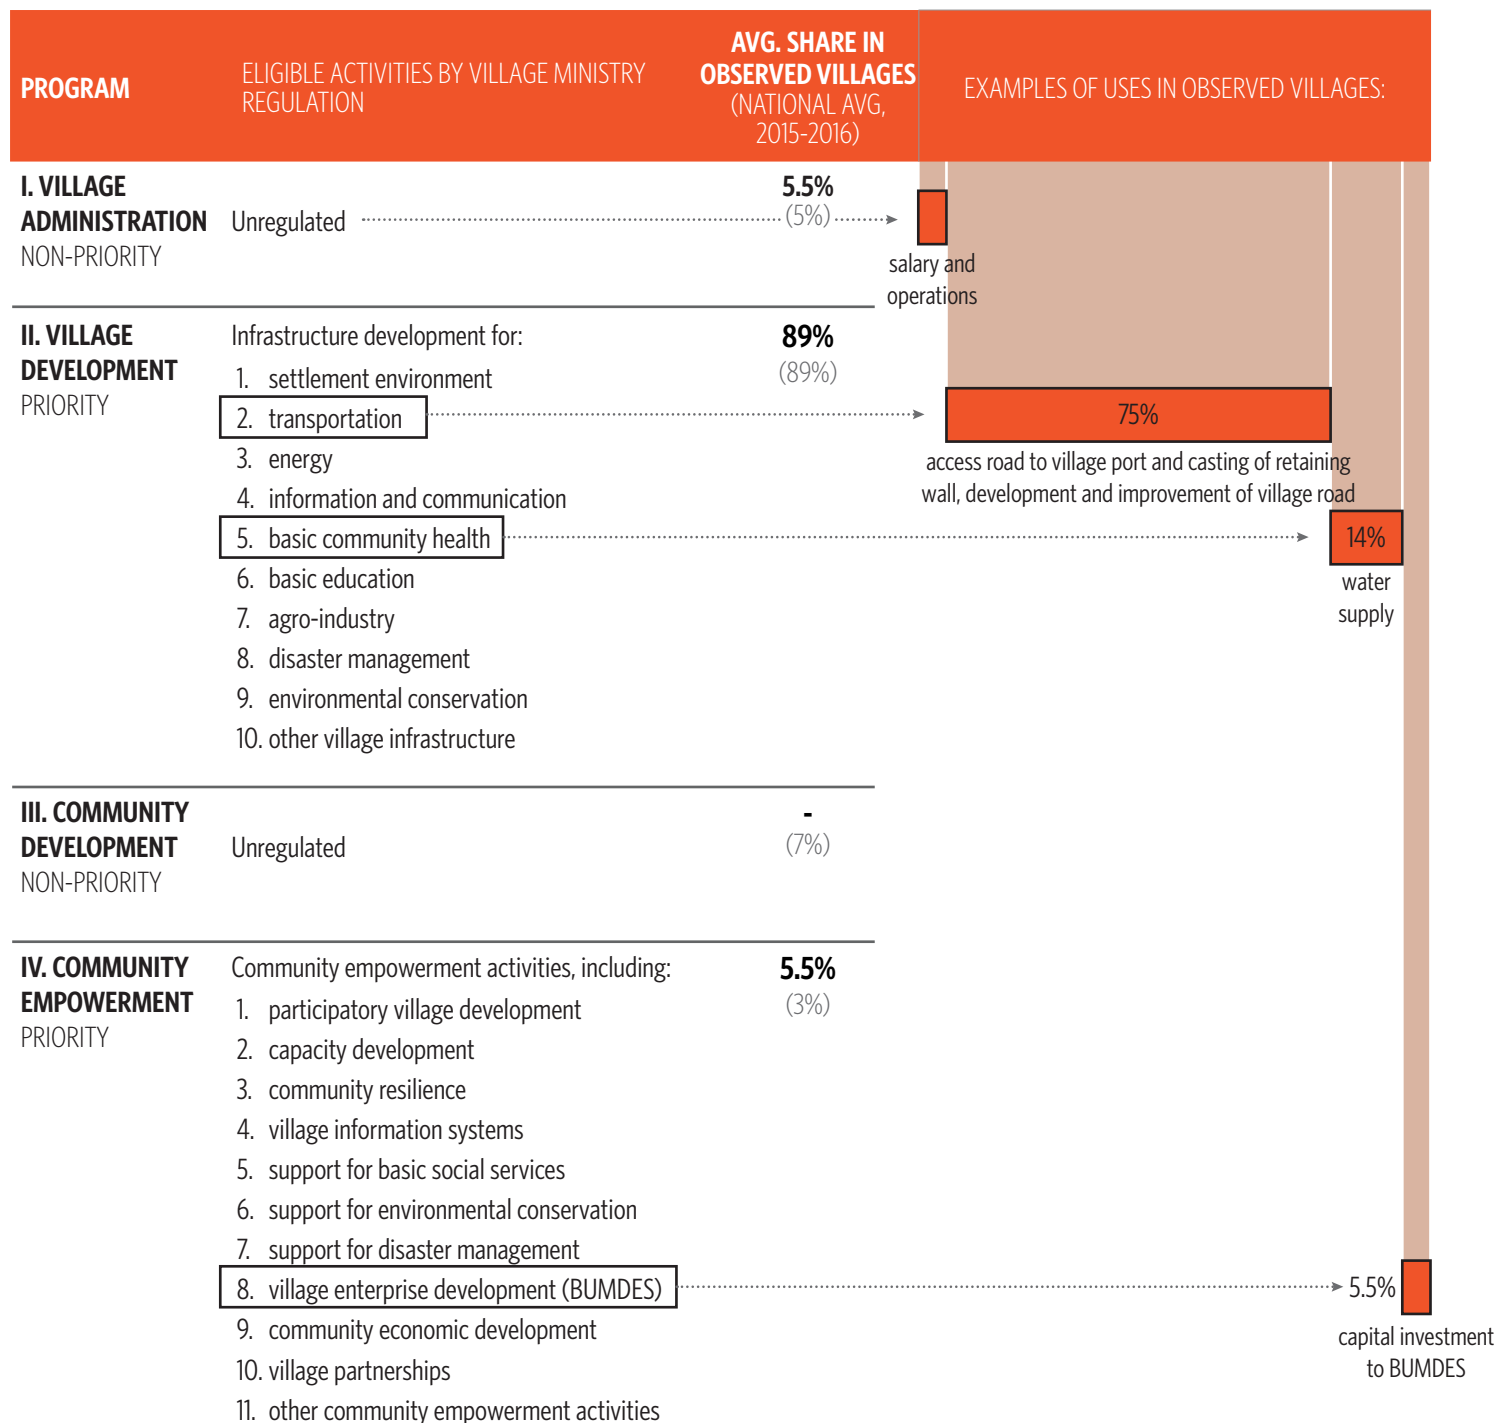 PROGRAM
ELIGIBLE ACTIVITIES BY VILLAGE MINISTRY
REGULATION
AVG. SHARE IN
OBSERVED VILLAGES
(NATIONAL AVG,
2015-2016)
EXAMPLES OF USES IN OBSERVED VILLAGES:
I. VILLAGE
ADMINISTRATION
NON-PRIORITY
Unregulated
5.5%
(5%)
salary and
operations
II. VILLAGE
DEVELOPMENT
PRIORITY
Infrastructure development for:
1. settlement environment
2. transportation
3. energy
4. information and communication
5. basic community health
6. basic education
7. agro-industry
8. disaster management
9. environmental conservation
10. other village infrastructure
89%
(89%)
75%
access road to village port and casting of retaining
wall, development and improvement of village road
14%
water
supply
III. COMMUNITY
DEVELOPMENT
NON-PRIORITY
Unregulated
-
(7%)
IV. COMMUNITY
EMPOWERMENT
PRIORITY
Community empowerment activities, including:
1. participatory village development
2. capacity development
3. community resilience
4. village information systems
5. support for basic social services
6. support for environmental conservation
7. support for disaster management
8. village enterprise development (BUMDES)
9. community economic development
10. village partnerships
11. other community empowerment activities
5.5%
(3%)
5.5%
capital investment
to BUMDES